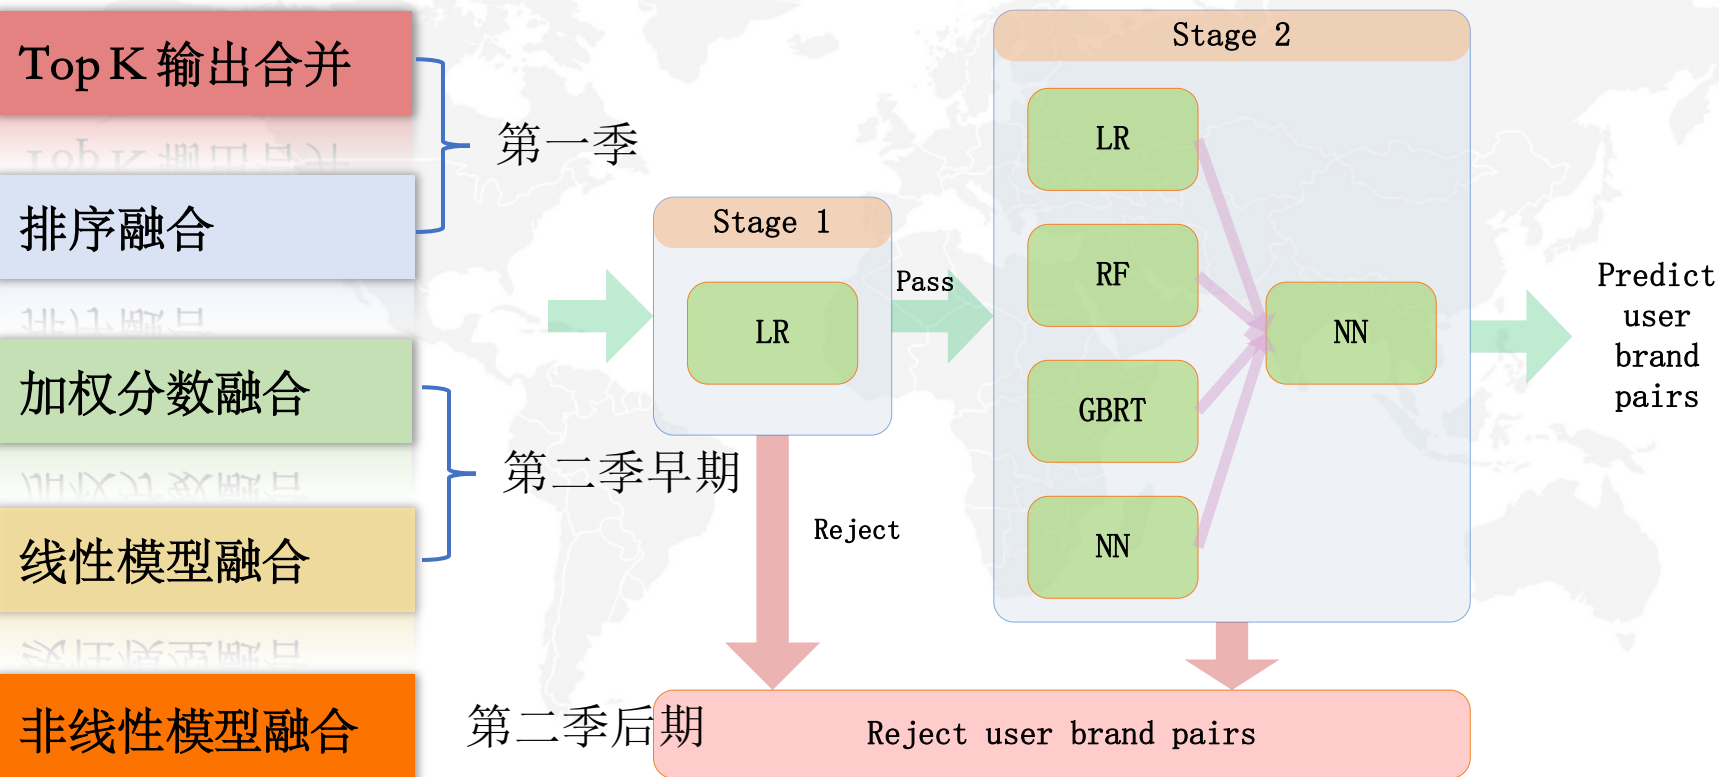 Top K 输出合并
排序融合
加权分数融合
线性模型融合
非线性模型融合
第一季
第二季早期
第二季后期
Stage 1
LR
Pass
Reject
Stage 2
LR
RF
GBRT
NN
NN
Predict
user
brand
pairs
Reject user brand pairs